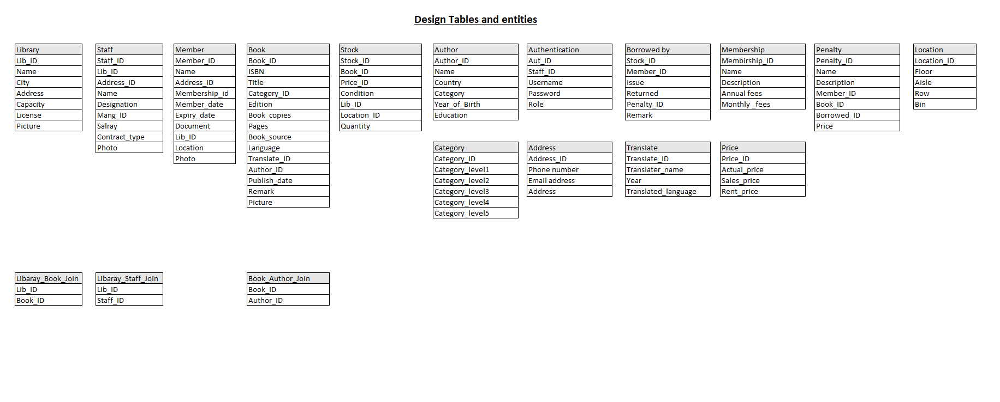 Design Tables and entities
Library
Lib_ID
Name
City
Address
Capacity
License
Picture
Staff
Staff_ID
Lib_ID
Address_ID
Name
Designation
Mang_ID
Salray
Contract_type
Photo
Member
Member_ID
Name
Address_ID
Membership_id
Member_date
Expiry_date
Document
Lib_ID
Location
Photo
Book
Book_ID
ISBN
Title
Category_ID
Edition
Book_copies
Pages
Book_source
Language
Translate_ID
Author_ID
Publish_date
Remark
Picture
Stock
Stock_ID
Book_ID
Price_ID
Condition
Lib_ID
Location_ID
Quantity
Author
Author_ID
Name
Country
Category
Year_of_Birth
Education
Authentication
Aut_ID
Staff_ID
Username
Password
Role
Borrowed by
Stock_ID
Member_ID
Issue
Returned
Penalty_ID
Remark
Membership
Membirship_ID
Name
Description
Annual fees
Monthly _fees
Penalty
Penalty_ID
Name
Description
Member_ID
Book_ID
Borrowed_ID
Price
Location
Location_ID
Floor
Aisle
Row
Bin
Category
Category_ID
Category_level1
Category_level2
Category_level3
Category_level4
Category_level5
Address
Address_ID
Phone number
Email address
Address
Translate
Translate_ID
Translater_name
Year
Translated_language
Price
Price_ID
Actual_price
Sales_price
Rent_price
Libaray_Book_Join
Lib_ID
Book_ID
Libaray_Staff_Join
Lib_ID
Staff_ID
Book_Author_Join
Book_ID
Author_ID